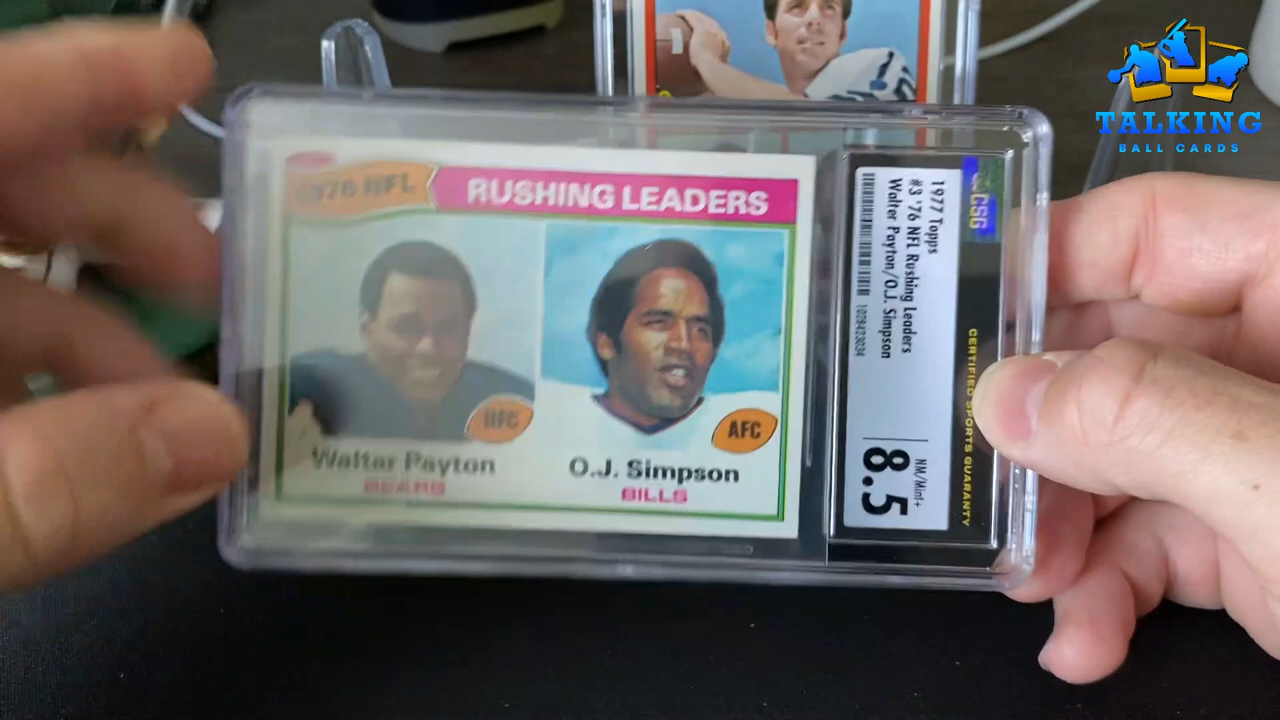 TALKING
BALL CARDS
1976 NFL
RUSHING LEADERS
NFC
AFC
Walter Payton
BEARS
O.J. Simpson
BILLS
CSG
CERTIFIED SPORTS GUARANTY
1977 Topps
#3 '76 NFL Rushing Leaders
Walter Payton/O.J. Simpson
1028423034
NM/Mint+
8.5